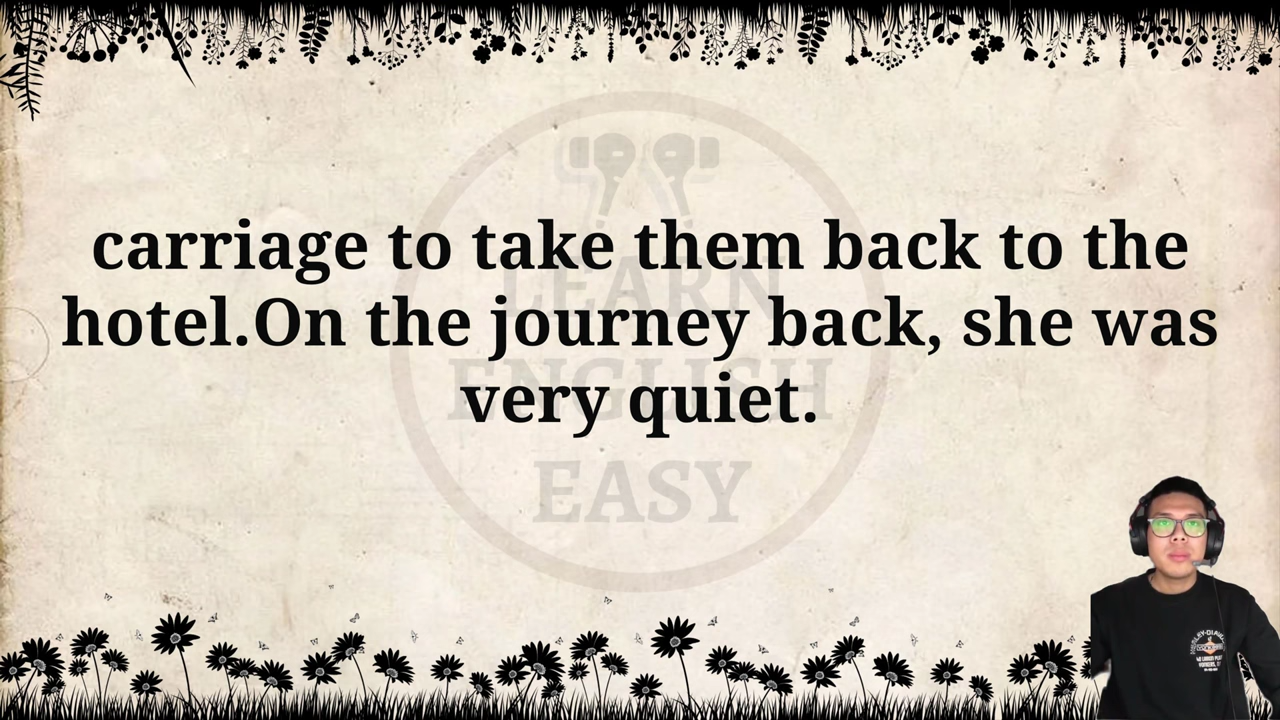 carriage to take them back to the
hotel.On the journey back, she was
very quiet.
LEARN
ENGLISH
EASY